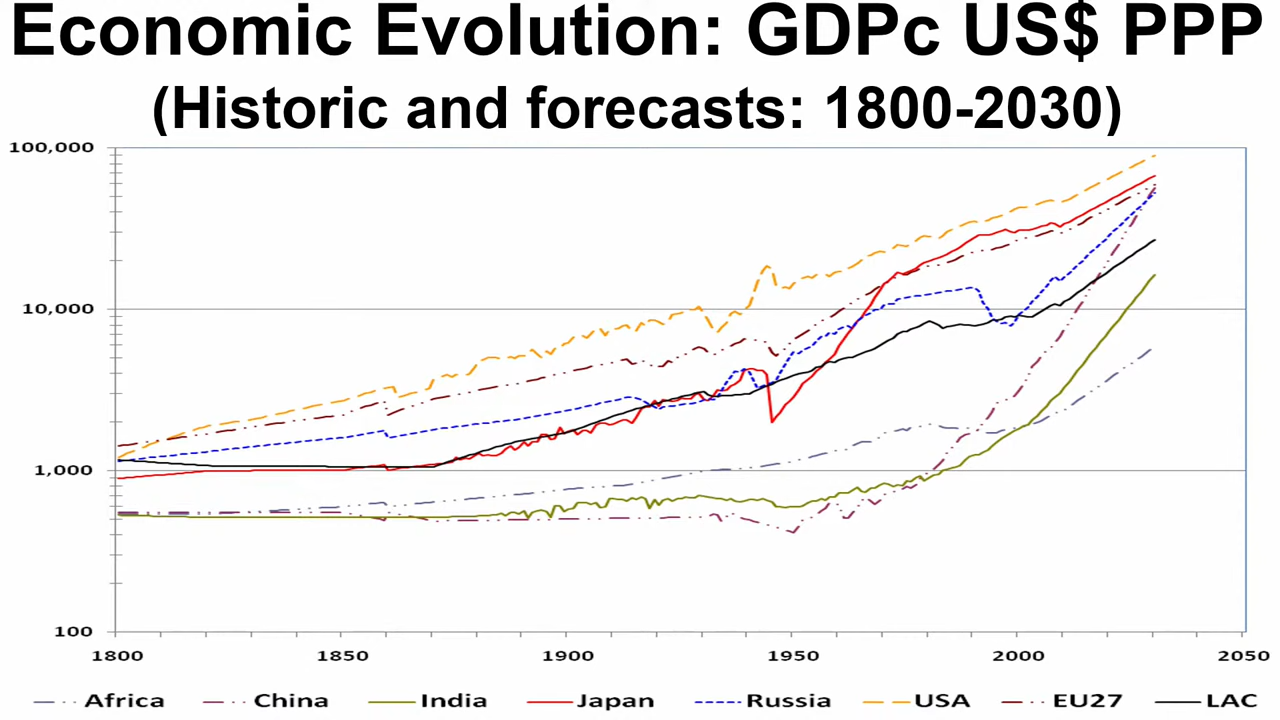 Economic Evolution: GDPc US$ PPP
(Historic and forecasts: 1800-2030)
100,000
10,000
1,000
100
1800 1850 1900 1950 2000 2050
Africa China India Japan Russia USA EU27 LAC